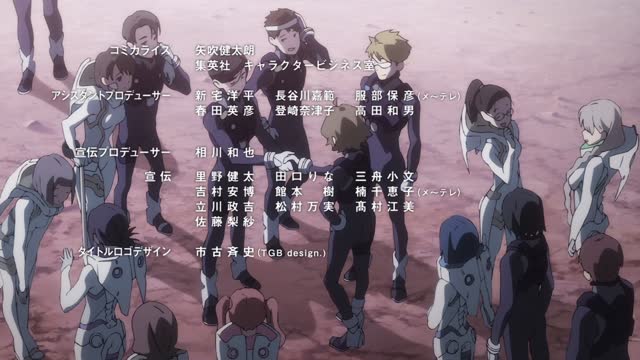 コミカライズ 矢吹健太朗
集英社 キャラクタービジネス室
アシスタントプロデューサー 新宅洋平 長谷川嘉範 服部保彦(メ〜テレ)
春田英彦 登崎奈津子 高田和男
宣伝プロデューサー 相川和也
宣伝 里野健太 田口りな 三舟小文
吉村安博 館本樹 楠千恵子(メ〜テレ)
立川政吉 松村万実 髙村江美
佐藤梨紗
タイトルロゴデザイン 市古斉史(TGB design.)